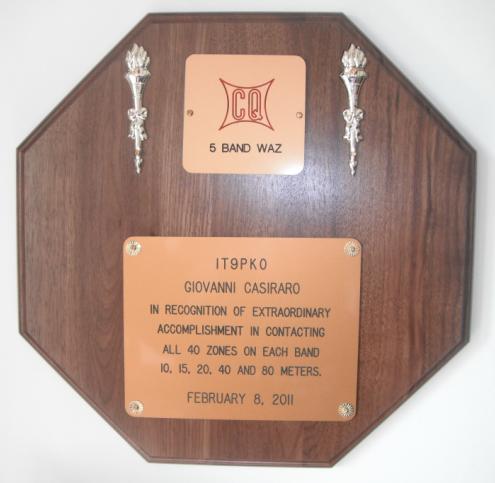 CQ
5 BAND WAZ
IT9PKO
GIOVANNI CASIRARO
IN RECOGNITION OF EXTRAORDINARY
ACCOMPLISHMENT IN CONTACTING
ALL 40 ZONES ON EACH BAND
10, 15, 20, 40 AND 80 METERS.
FEBRUARY 8, 2011